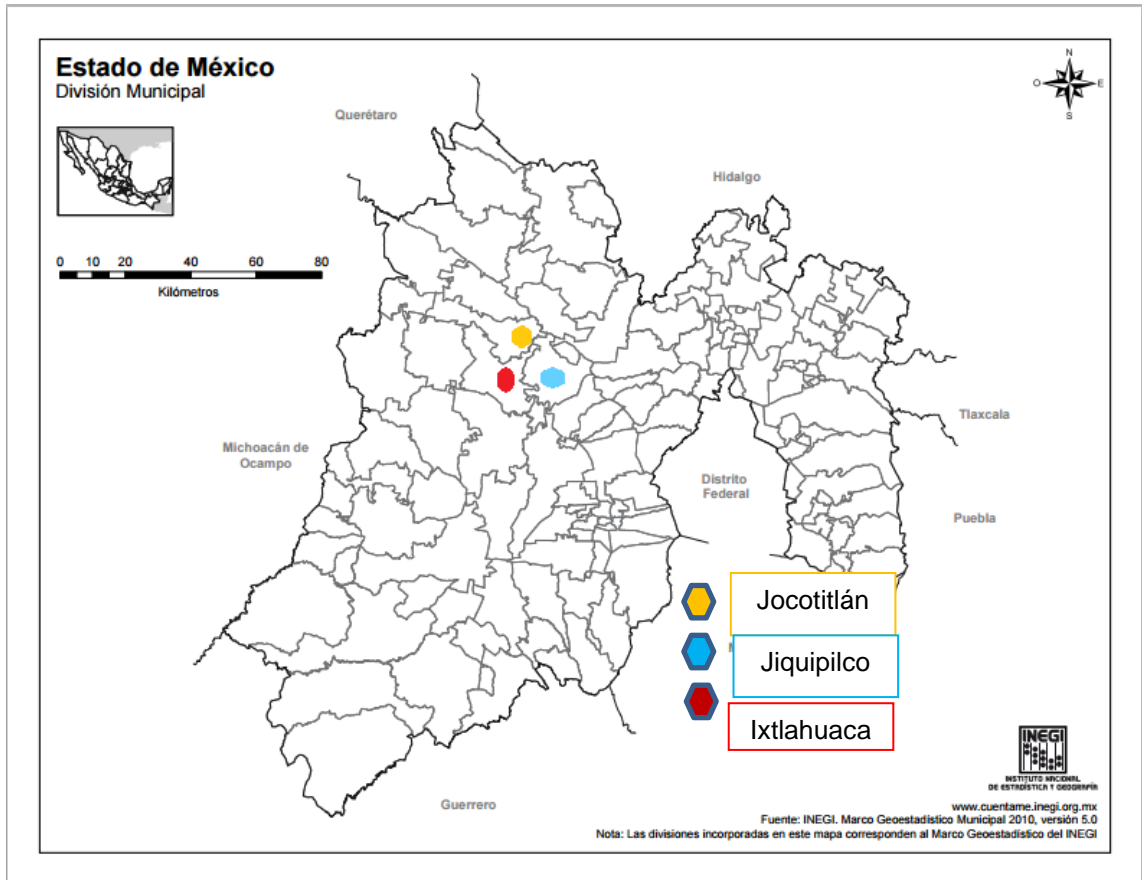 Estado de México
División Municipal
N
O
E
S
Querétaro
Hidalgo
0 10 20 40 60 80
Kilómetros
Tlaxcala
Michoacán de
Ocampo
Distrito
Federal
Puebla
Jocotitlán
Jiquipilco
Ixtlahuaca
Guerrero
INEGI
INSTITUTO NACIONAL
DE ESTADÍSTICA Y GEOGRAFÍA
www.cuentame.inegi.org.mx
Fuente: INEGI. Marco Geoestadístico Municipal 2010, versión 5.0
Nota: Las divisiones incorporadas en este mapa corresponden al Marco Geoestadístico del INEGI